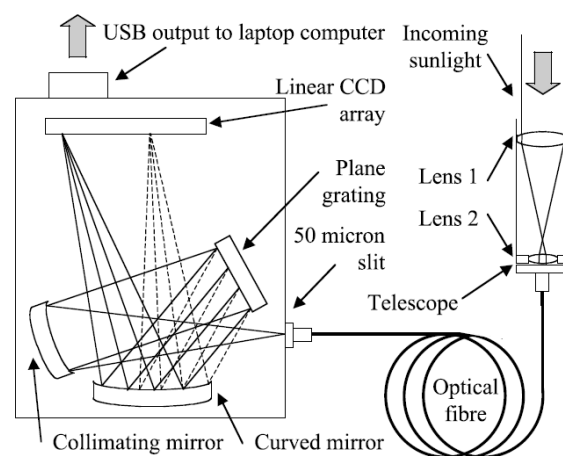 USB output to laptop computer
Incoming
sunlight
Linear CCD
array
Plane
grating
Lens 1
50 micron
slit
Lens 2
Telescope
Optical
fibre
Collimating mirror
Curved mirror